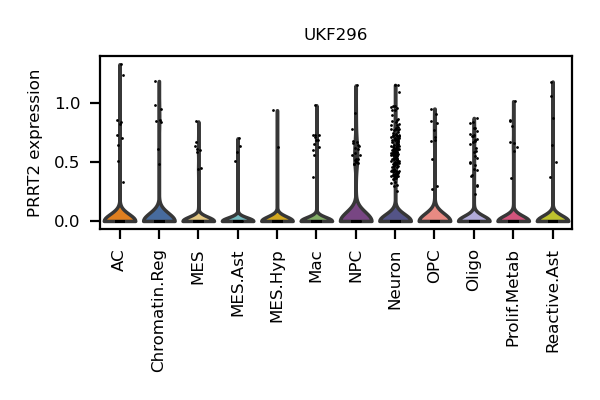 UKF296
PRRT2 expression
1.0
0.5
0.0
AC
Chromatin.Reg
MES
MES.Ast
MES.Hyp
Mac
NPC
Neuron
OPC
Oligo
Prolif.Metab
Reactive.Ast